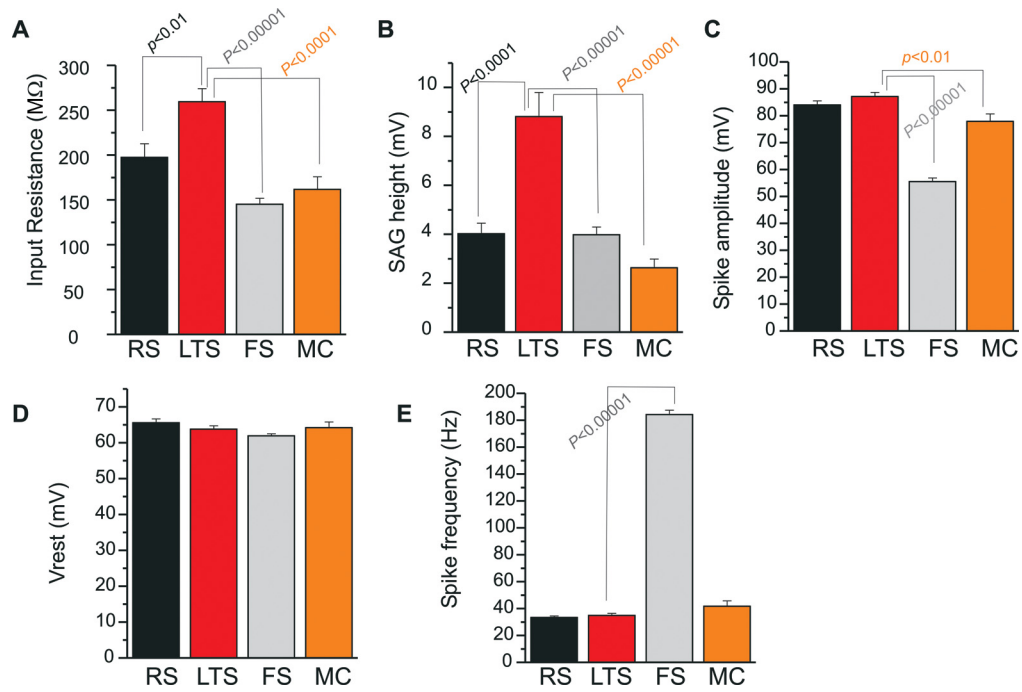 A
p<0.01
P<0.00001
P<0.0001
Input Resistance (MΩ)
300
250
200
150
100
50
0
RS LTS FS MC
B
P<0.0001
P<0.00001
P<0.00001
SAG height (mV)
10
8
6
4
2
0
RS LTS FS MC
C
p<0.01
P<0.00001
Spike amplitude (mV)
100
90
80
70
60
50
40
30
20
10
0
RS LTS FS MC
D
Vrest (mV)
70
60
50
40
30
20
10
0
RS LTS FS MC
E
P<0.00001
Spike frequency (Hz)
200
180
160
140
120
100
80
60
40
20
0
RS LTS FS MC